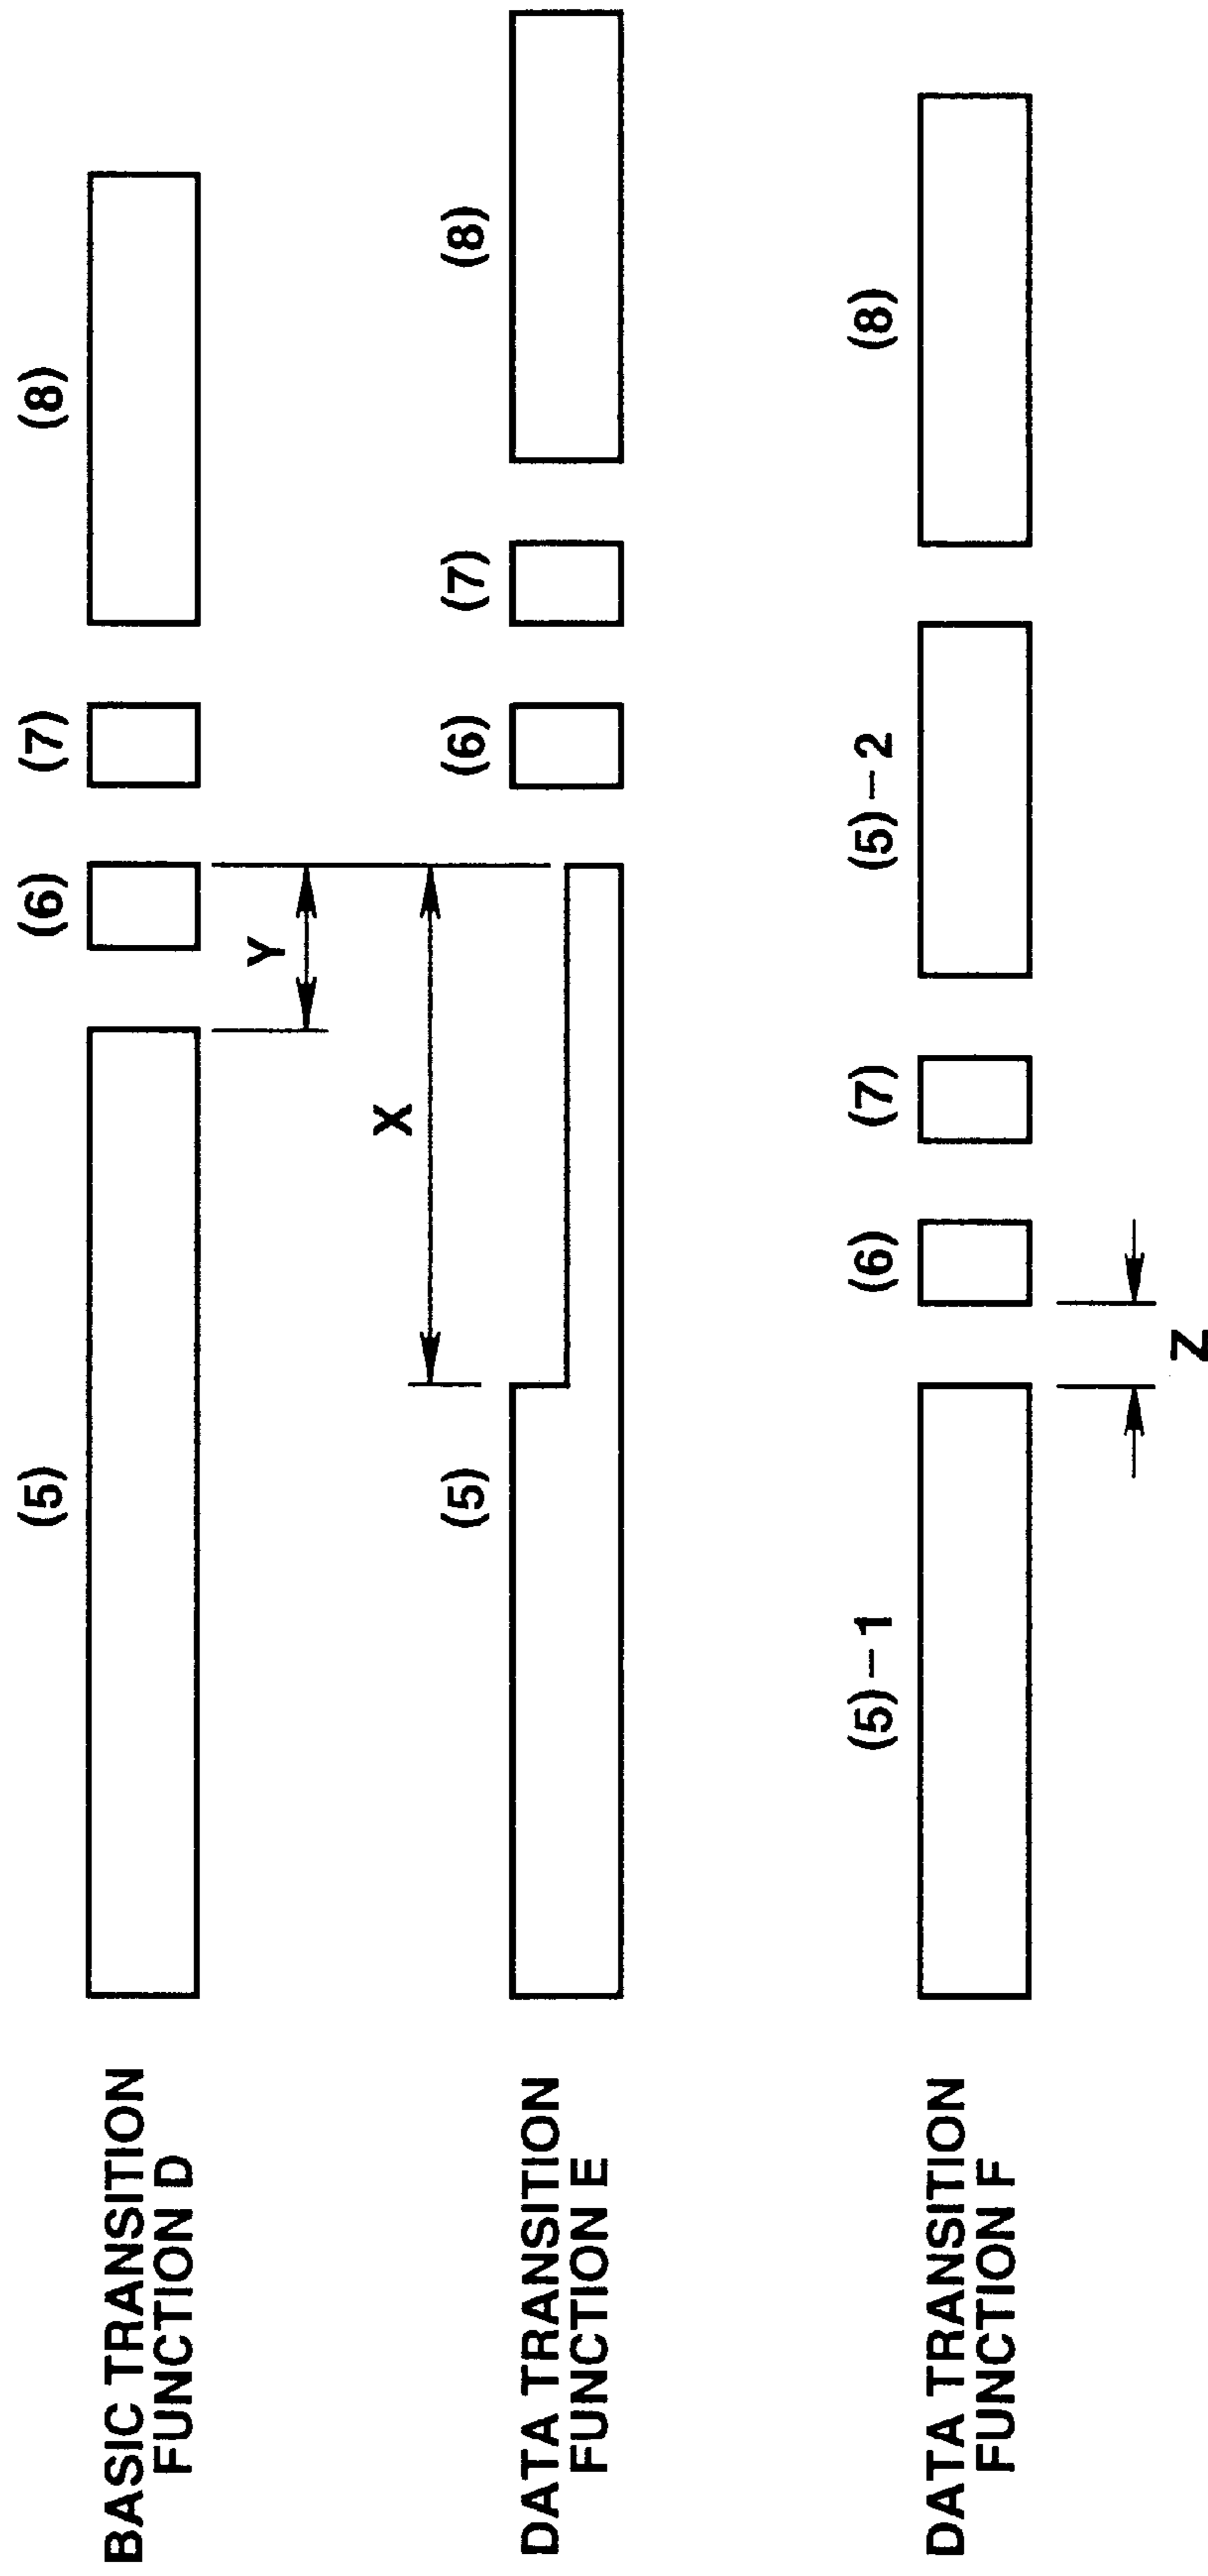 BASIC TRANSITION
FUNCTION D
(5)
(6)
(7)
(8)
Y
X
DATA TRANSITION
FUNCTION E
(5)
(6)
(7)
(8)
DATA TRANSITION
FUNCTION F
(5)–1
(6)
(7)
(5)–2
(8)
Z